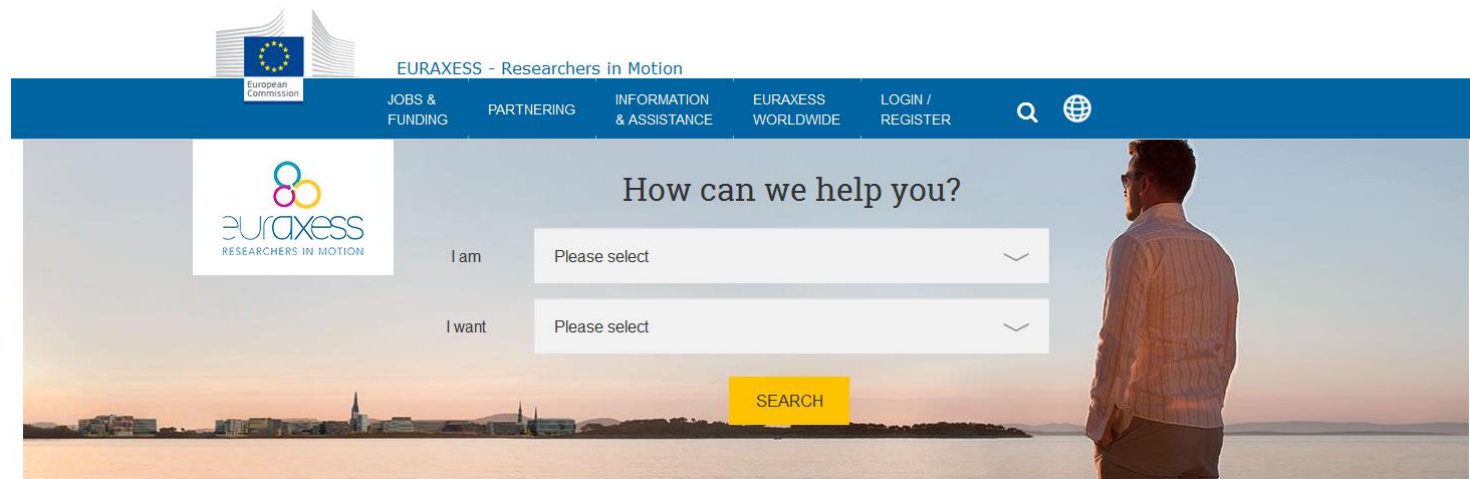 European
Commission
EURAXESS - Researchers in Motion
JOBS &
FUNDING
PARTNERING
INFORMATION
& ASSISTANCE
EURAXESS
WORLDWIDE
LOGIN /
REGISTER
euraxess
RESEARCHERS IN MOTION
How can we help you?
I am
Please select
I want
Please select
SEARCH